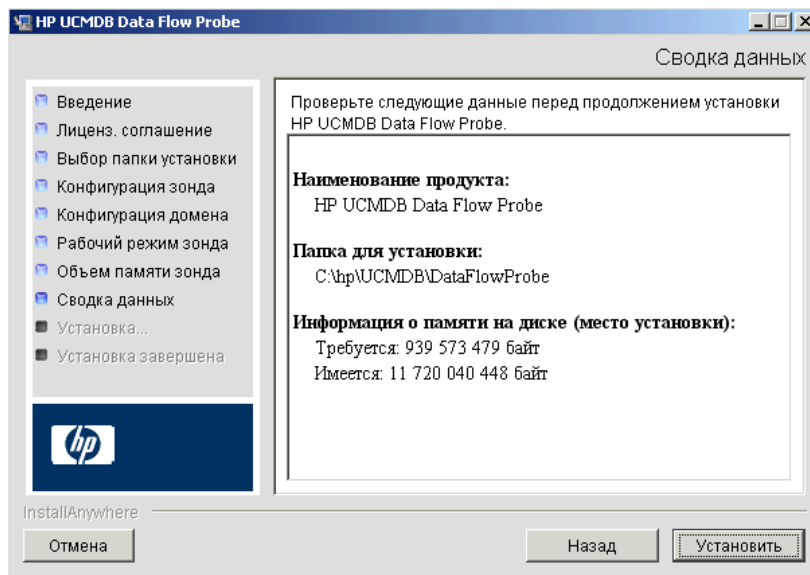 HP UCMDB Data Flow Probe
Сводка данных
Введение
Лиценз. соглашение
Выбор папки установки
Конфигурация зонда
Конфигурация домена
Рабочий режим зонда
Объем памяти зонда
Сводка данных
Установка...
Установка завершена
hp
Проверьте следующие данные перед продолжением установки
HP UCMDB Data Flow Probe.
Наименование продукта:
HP UCMDB Data Flow Probe
Папка для установки:
C:\hp\UCMDB\DataFlowProbe
Информация о памяти на диске (место установки):
Требуется: 939 573 479 байт
Имеется: 11 720 040 448 байт
InstallAnywhere
Отмена
Назад
Установить